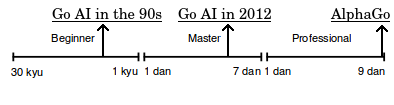 Go AI in the 90s Go AI in 2012 AlphaGo
Beginner Master Professional
30 kyu 1 kyu 1 dan 7 dan 1 dan 9 dan